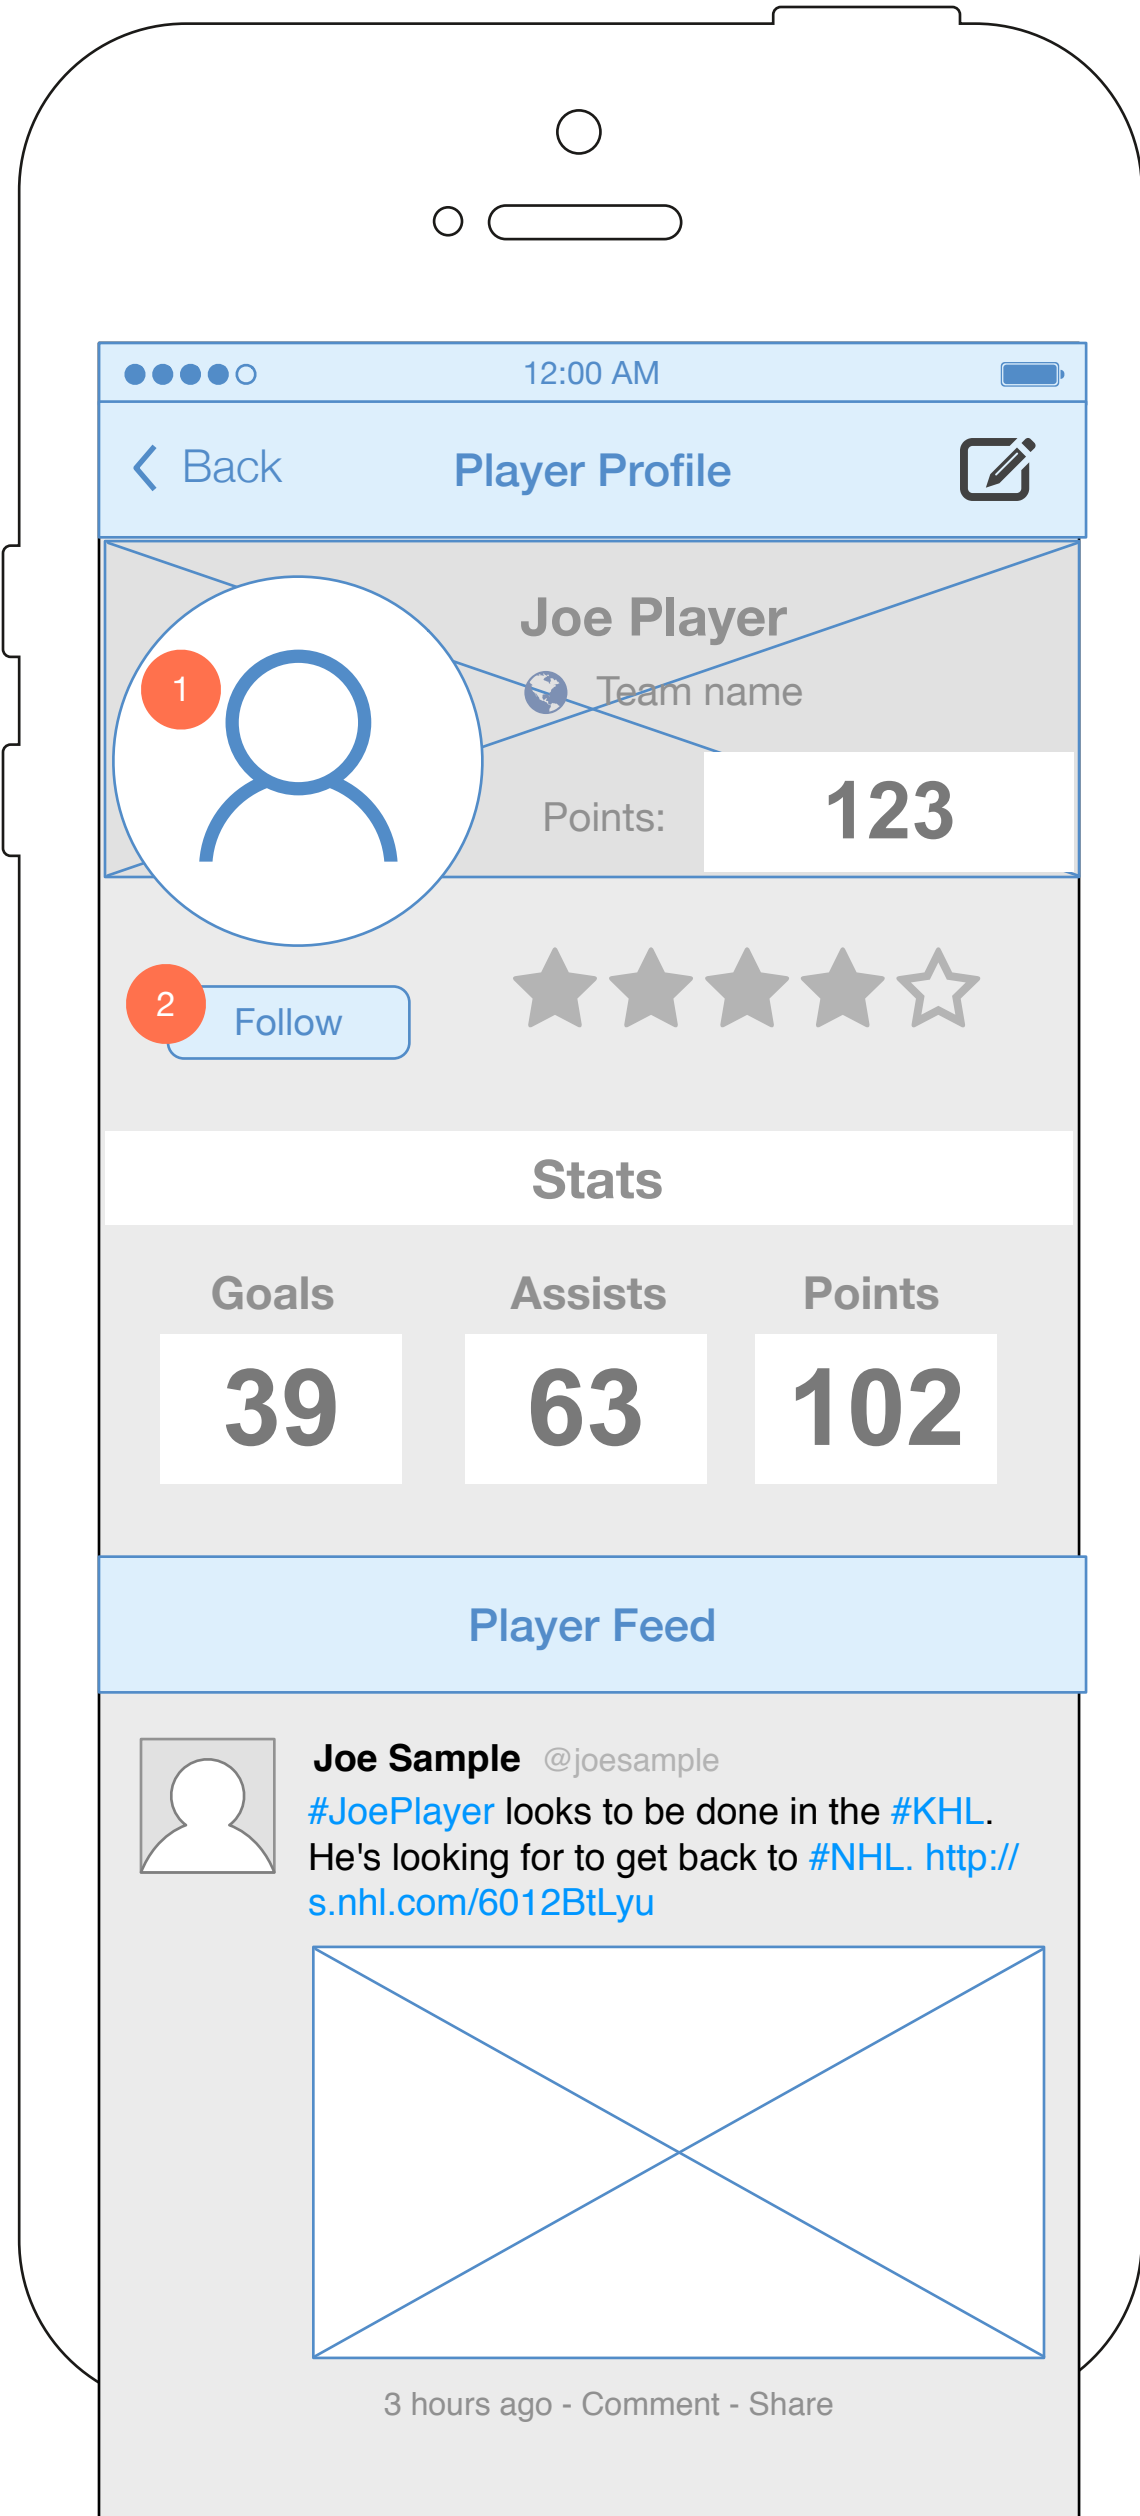 12:00 AM
Back
Player Profile
Joe Player
1
Team name
Points:
123
2
Follow
Stats
Goals
Assists
Points
39
63
102
Player Feed
Joe Sample @joesample
#JoePlayer looks to be done in the #KHL.
He's looking for to get back to #NHL. http://
s.nhl.com/6012BtLyu
3 hours ago - Comment - Share